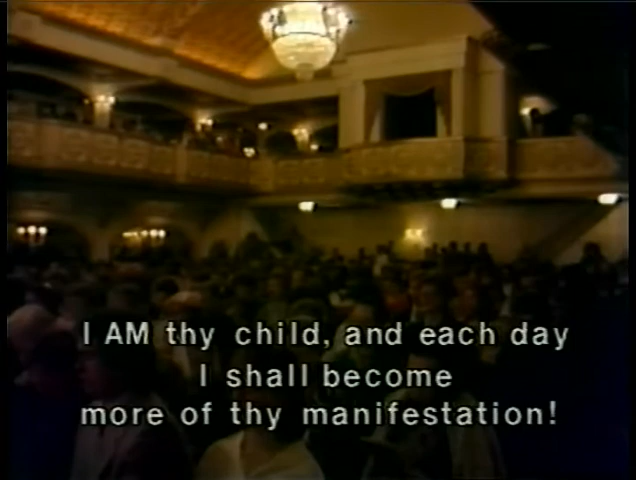 I AM thy child, and each day
I shall become
more of thy manifestation!